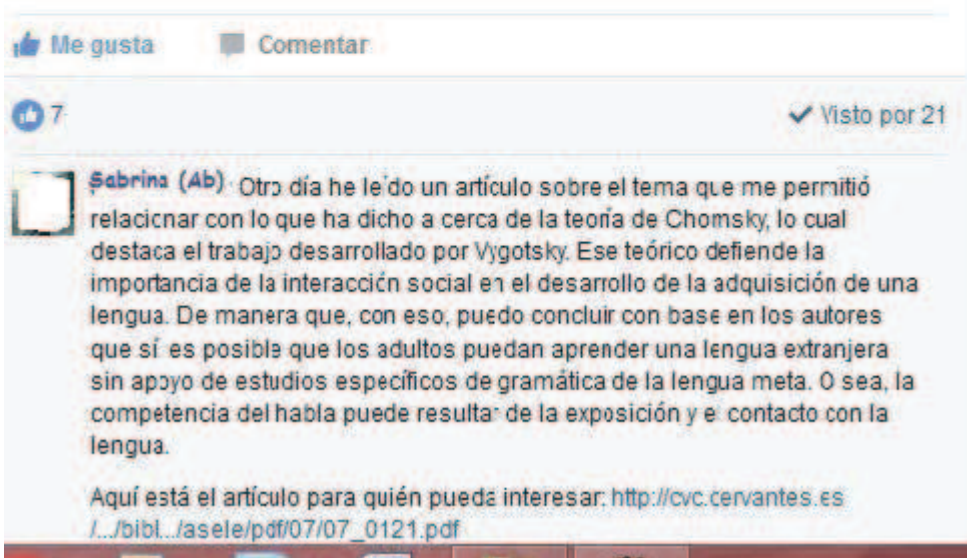 Me gusta Comentar
7 Visto por 21
Sabrina (Ab) Otro día he leído un artículo sobre el tema que me permitió
relacionar con lo que ha dicho a cerca de la teoría de Chomsky, lo cual
destaca el trabajo desarrollado por Vygotsky. Ese teórico defiende la
importancia de la interacción social en el desarrollo de la adquisición de una
lengua. De manera que, con eso, puedo concluir con base en los autores
que sí es posible que los adultos puedan aprender una lengua extranjera
sin apoyo de estudios específicos de gramática de la lengua meta. O sea, la
competencia del habla puede resultar de la exposición y el contacto con la
lengua.
Aquí está el artículo para quién pueda interesar: http://cvc.cervantes.es
/.../bibl.../asele/pdf/07/07_0121.pdf